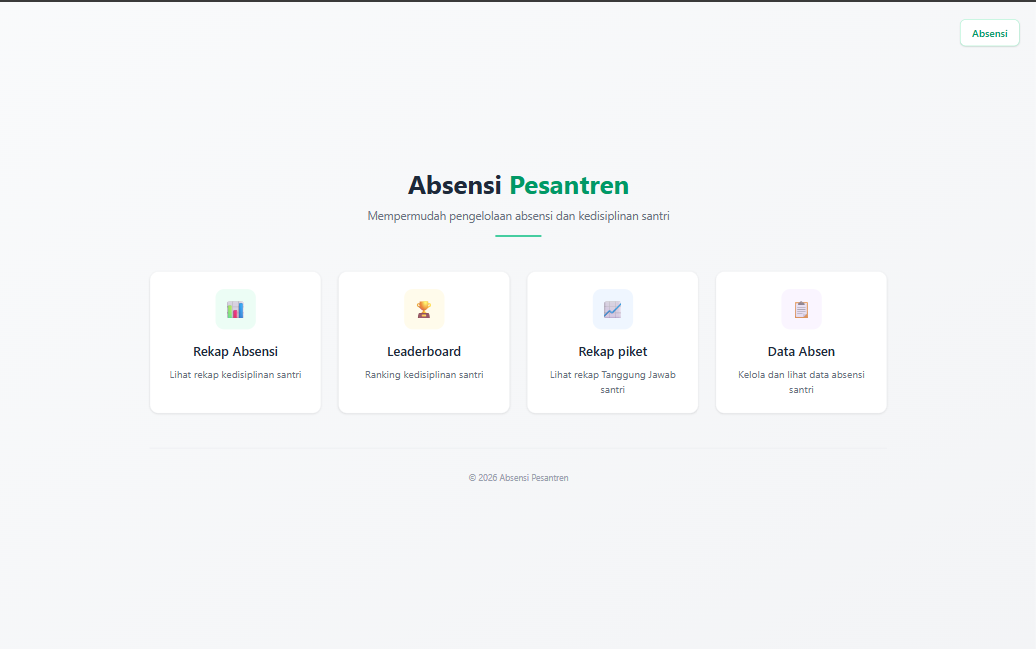 Absensi
Absensi Pesantren
Mempermudah pengelolaan absensi dan kedisiplinan santri
Rekap Absensi
Lihat rekap kedisiplinan santri
Leaderboard
Ranking kedisiplinan santri
Rekap piket
Lihat rekap Tanggung Jawab
santri
Data Absen
Kelola dan lihat data absensi
santri
© 2026 Absensi Pesantren